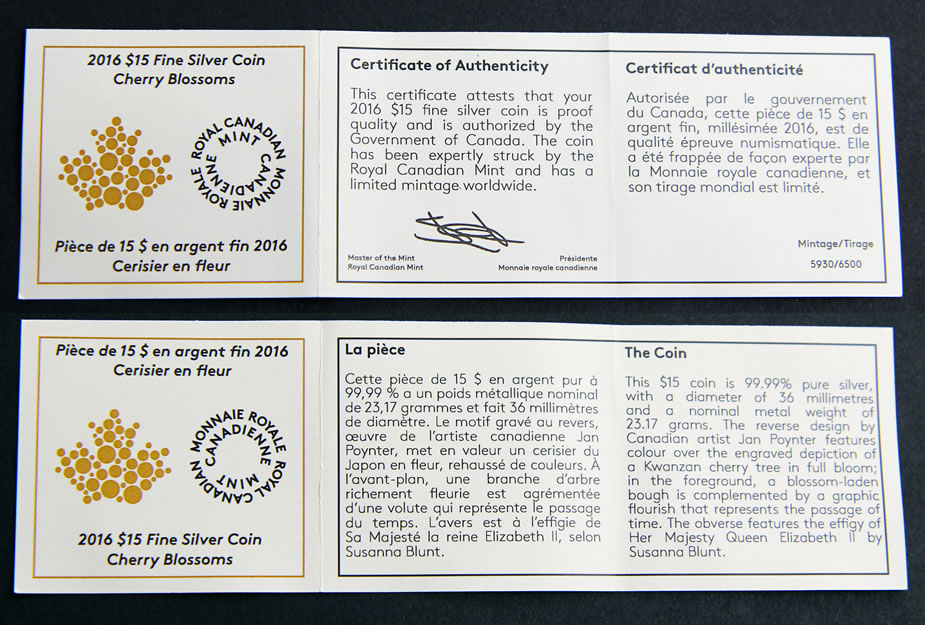 2016 $15 Fine Silver Coin
Cherry Blossoms
ROYAL CANADIAN MINT
MONNAIE ROYALE CANADIENNE
Pièce de 15 $ en argent fin 2016
Cerisier en fleur
Certificate of Authenticity
This certificate attests that your
2016 $15 fine silver coin is proof
quality and is authorized by the
Government of Canada. The coin
has been expertly struck by the
Royal Canadian Mint and has a
limited mintage worldwide.
Master of the Mint
Royal Canadian Mint
Présidente
Monnaie royale canadienne
Certificat d'authenticité
Autorisée par le gouvernement
du Canada, cette pièce de 15 $ en
argent fin, millésimée 2016, est de
qualité épreuve numismatique. Elle
a été frappée de façon experte par
la Monnaie royale canadienne, et
son tirage mondial est limité.
Mintage/Tirage
5930/6500
Pièce de 15 $ en argent fin 2016
Cerisier en fleur
MONNAIE ROYALE CANADIENNE
ROYAL CANADIAN MINT
2016 $15 Fine Silver Coin
Cherry Blossoms
La pièce
Cette pièce de 15 $ en argent pur à
99,99 % a un poids métallique nominal
de 23,17 grammes et fait 36 millimètres
de diamètre. Le motif gravé au revers,
œuvre de l'artiste canadienne Jan
Poynter, met en valeur un cerisier du
Japon en fleur, rehaussé de couleurs. À
l'avant-plan, une branche d'arbre
richement fleurie est agrémentée
d'une volute qui représente le passage
du temps. L'avers est à l'effigie de
Sa Majesté la reine Elizabeth II, selon
Susanna Blunt.
The Coin
This $15 coin is 99.99% pure silver,
with a diameter of 36 millimetres
and a nominal metal weight of
23.17 grams. The reverse design by
Canadian artist Jan Poynter features
colour over the engraved depiction of
a Kwanzan cherry tree in full bloom;
in the foreground, a blossom-laden
bough is complemented by a graphic
flourish that represents the passage of
time. The obverse features the effigy of
Her Majesty Queen Elizabeth II by
Susanna Blunt.